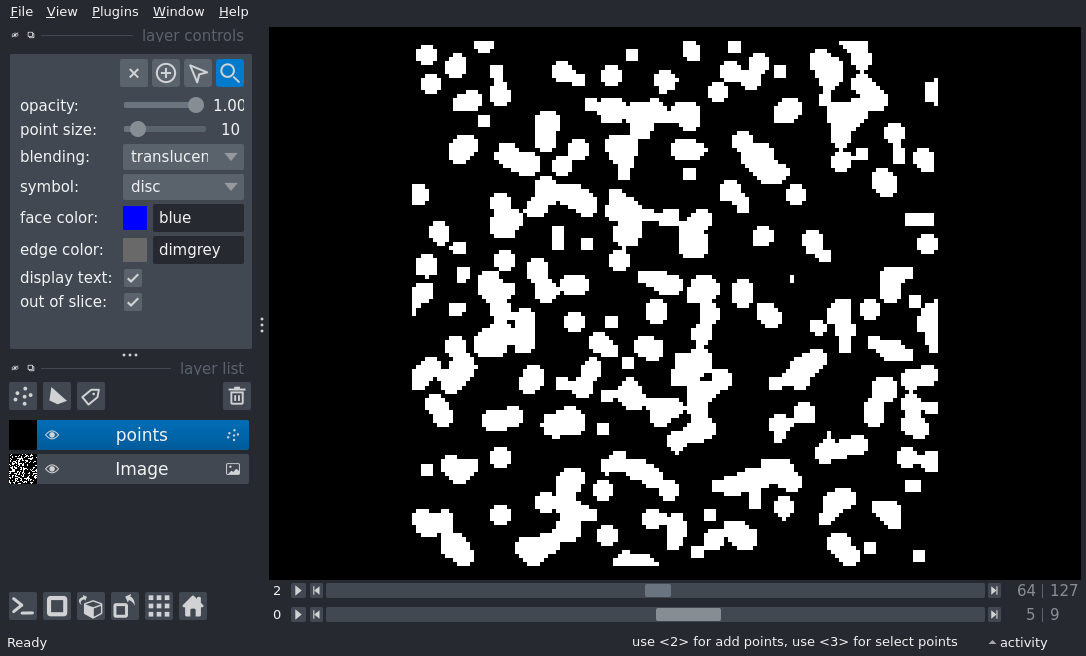 File View Plugins Window Help
layer controls
opacity: 1.00
point size: 10
blending: translucen
symbol: disc
face color: blue
edge color: dimgrey
display text:
out of slice:
layer list
points
Image
2 64 | 127
0 5 | 9
Ready use <2> for add points, use <3> for select points activity